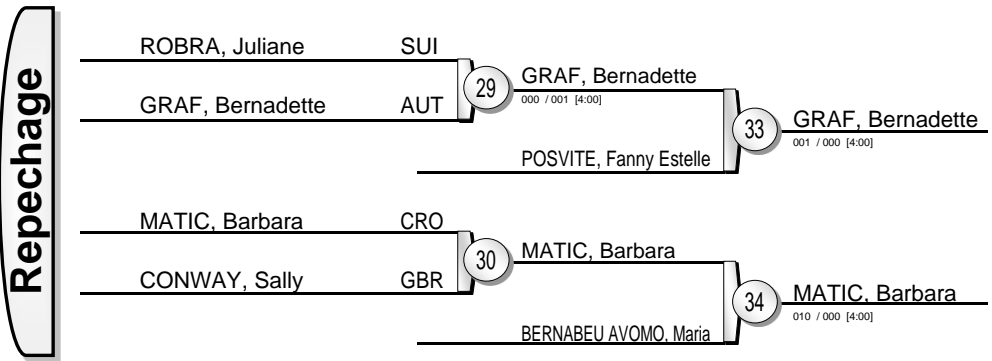 Repechage
ROBRA, Juliane SUI
GRAF, Bernadette AUT
29
GRAF, Bernadette
000 / 001 [4:00]
POSVITE, Fanny Estelle
33
GRAF, Bernadette
001 / 000 [4:00]
MATIC, Barbara CRO
CONWAY, Sally GBR
30
MATIC, Barbara
BERNABEU AVOMO, Maria
34
MATIC, Barbara
010 / 000 [4:00]